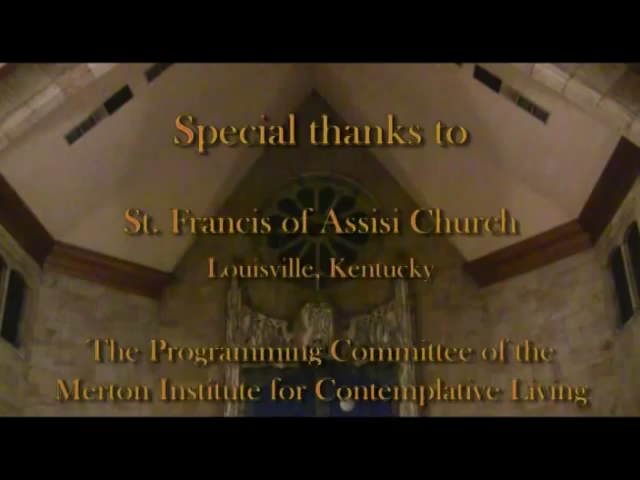 Special thanks to
St. Francis of Assisi Church
Louisville, Kentucky
The Programming Committee of the
Merton Institute for Contemplative Living